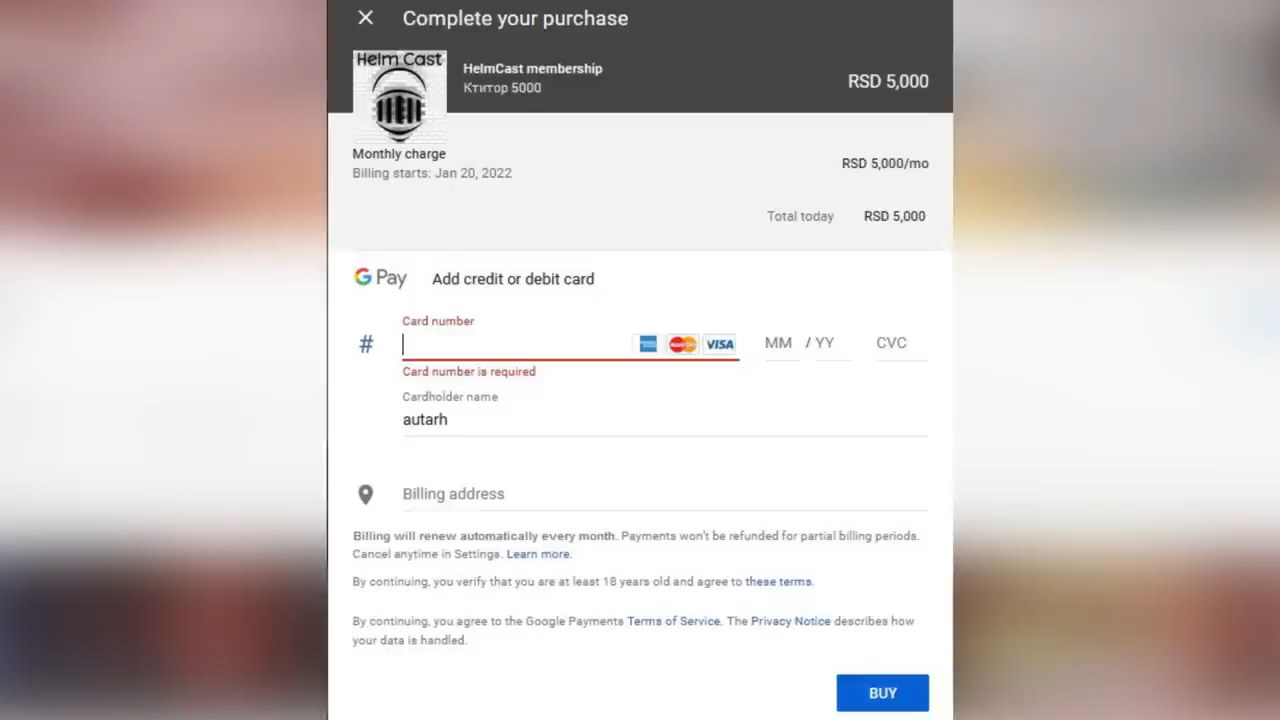 Complete your purchase
Helm Cast
HelmCast membership
Ктитор 5000
RSD 5,000
Monthly charge
Billing starts: Jan 20, 2022
RSD 5,000/mo
Total today RSD 5,000
G Pay Add credit or debit card
Card number
# VISA MM / YY CVC
Card number is required
Cardholder name
autarh
Billing address
Billing will renew automatically every month. Payments won't be refunded for partial billing periods.
Cancel anytime in Settings. Learn more.
By continuing, you verify that you are at least 18 years old and agree to these terms.
By continuing, you agree to the Google Payments Terms of Service. The Privacy Notice describes how
your data is handled.
BUY